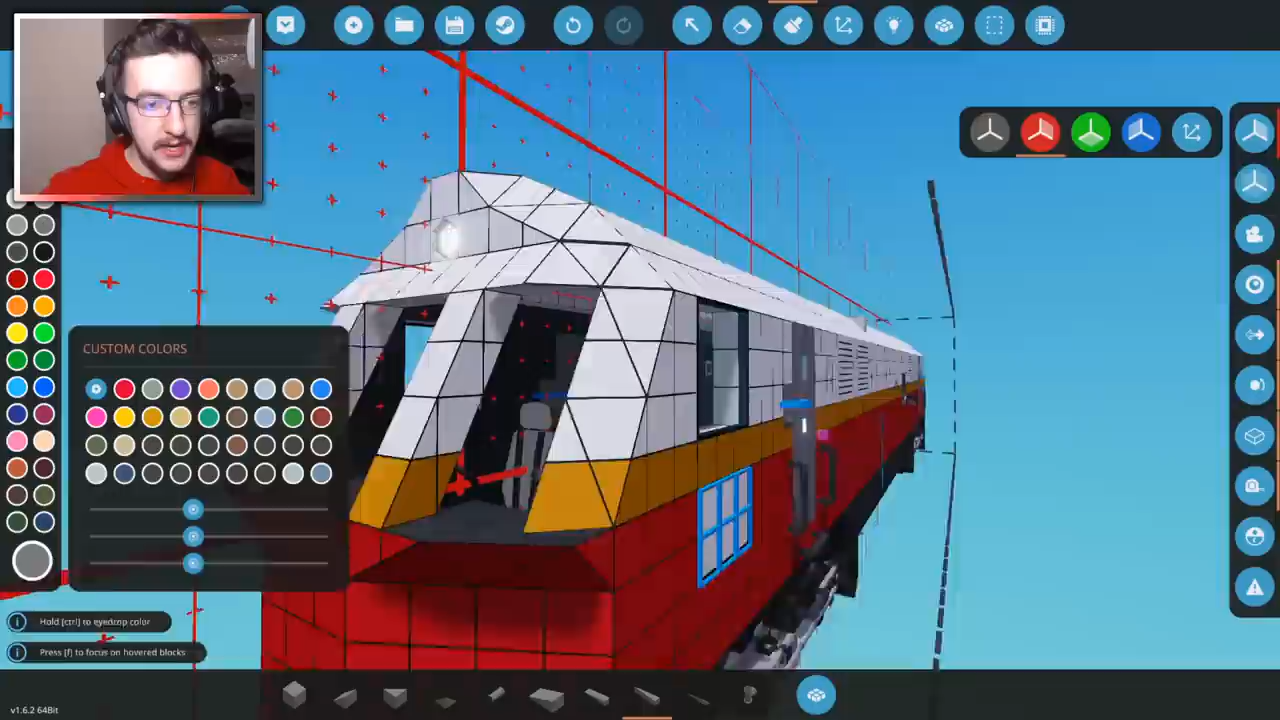 CUSTOM COLORS
Hold [ctrl] to eyedrop color
Press [f] to focus on hovered blocks
v1.6.2 64Bit